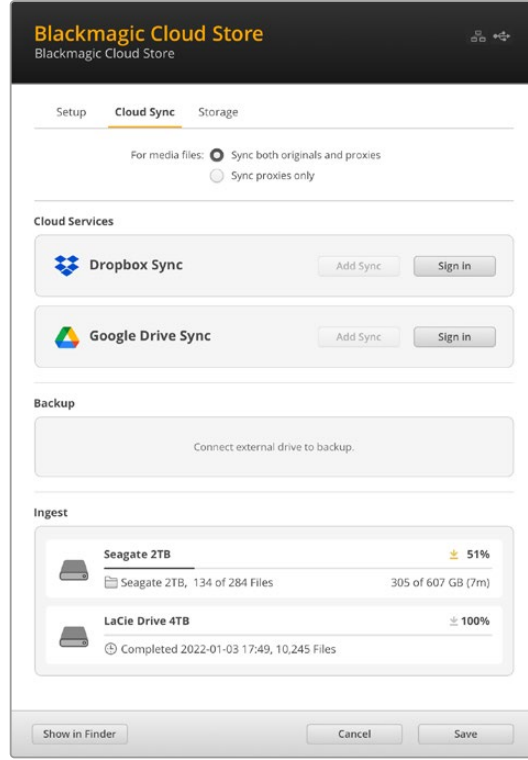 Blackmagic Cloud Store
Blackmagic Cloud Store
Setup Cloud Sync Storage
For media files: Sync both originals and proxies
Sync proxies only
Cloud Services
Dropbox Sync Add Sync Sign in
Google Drive Sync Add Sync Sign in
Backup
Connect external drive to backup.
Ingest
Seagate 2TB 51%
Seagate 2TB, 134 of 284 Files 305 of 607 GB (7m)
LaCie Drive 4TB 100%
Completed 2022-01-03 17:49, 10,245 Files
Show in Finder Cancel Save